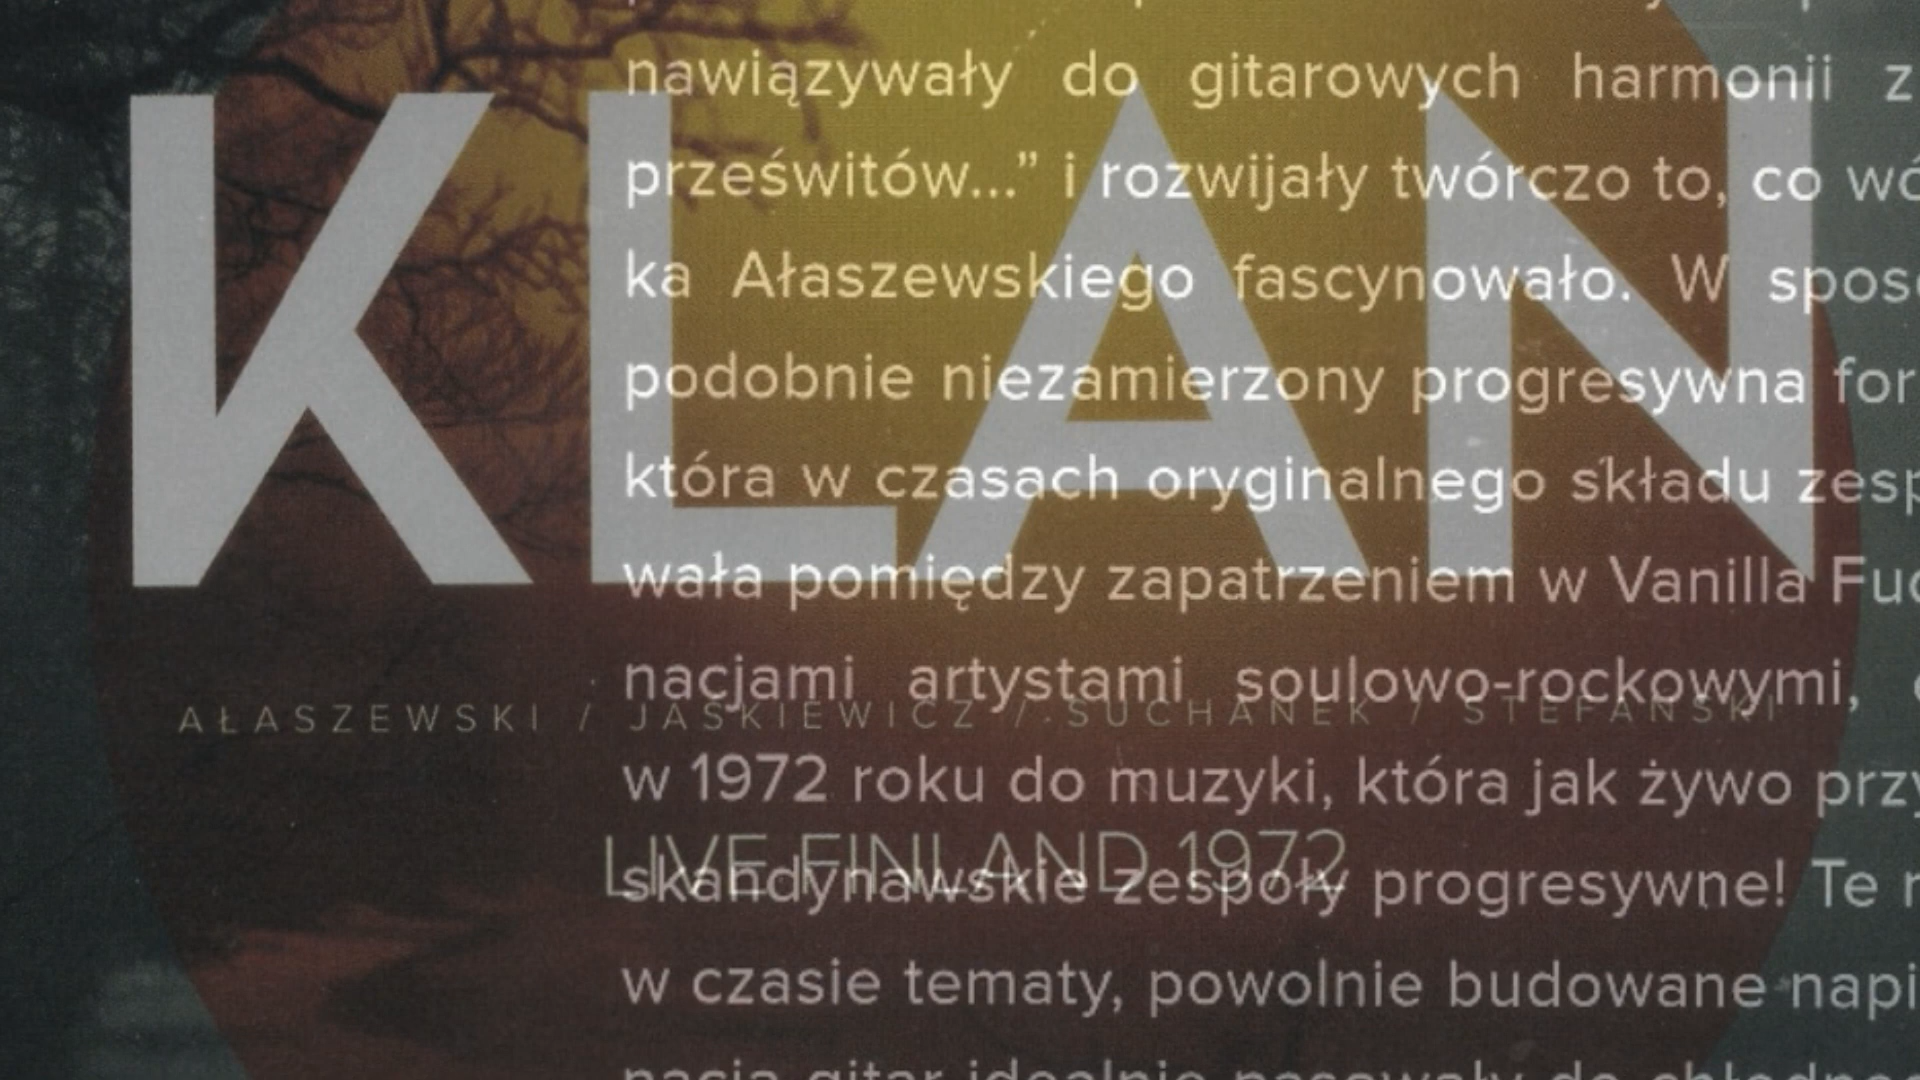 nawiązywały do gitarowych harmonii z
prześwitów...” i rozwijały twórczo to, co
ka Ałaszewskiego fascynowało. W
podobnie niezamierzony progresywna
która w czasach oryginalnego składu
wała pomiędzy zapatrzeniem w Vanilla
nacjami artystami soulowo-rockowymi,
w 1972 roku do muzyki, która jak żywo
skandynawskie zespoły progresywne! Te
w czasie tematy, powolnie budowane
KLAN
AŁASZEWSKI / JAŚKIEWICZ / SUCHANEK / STEFAŃSKI
LIVE FINLAND 1972